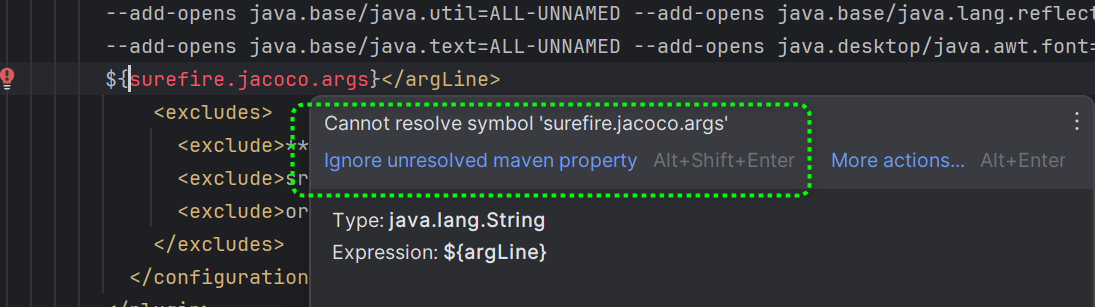 --add-opens java.base/java.util=ALL-UNNAMED --add-opens java.base/java.lang.reflect
--add-opens java.base/java.text=ALL-UNNAMED --add-opens java.desktop/java.awt.font=
${surefire.jacoco.args}</argLine>
<excludes>
<exclude>**
<exclude>sr
<exclude>or
</excludes>
</configuration
</plugin>
Cannot resolve symbol 'surefire.jacoco.args'
Ignore unresolved maven property Alt+Shift+Enter More actions... Alt+Enter
Type: java.lang.String
Expression: ${argLine}